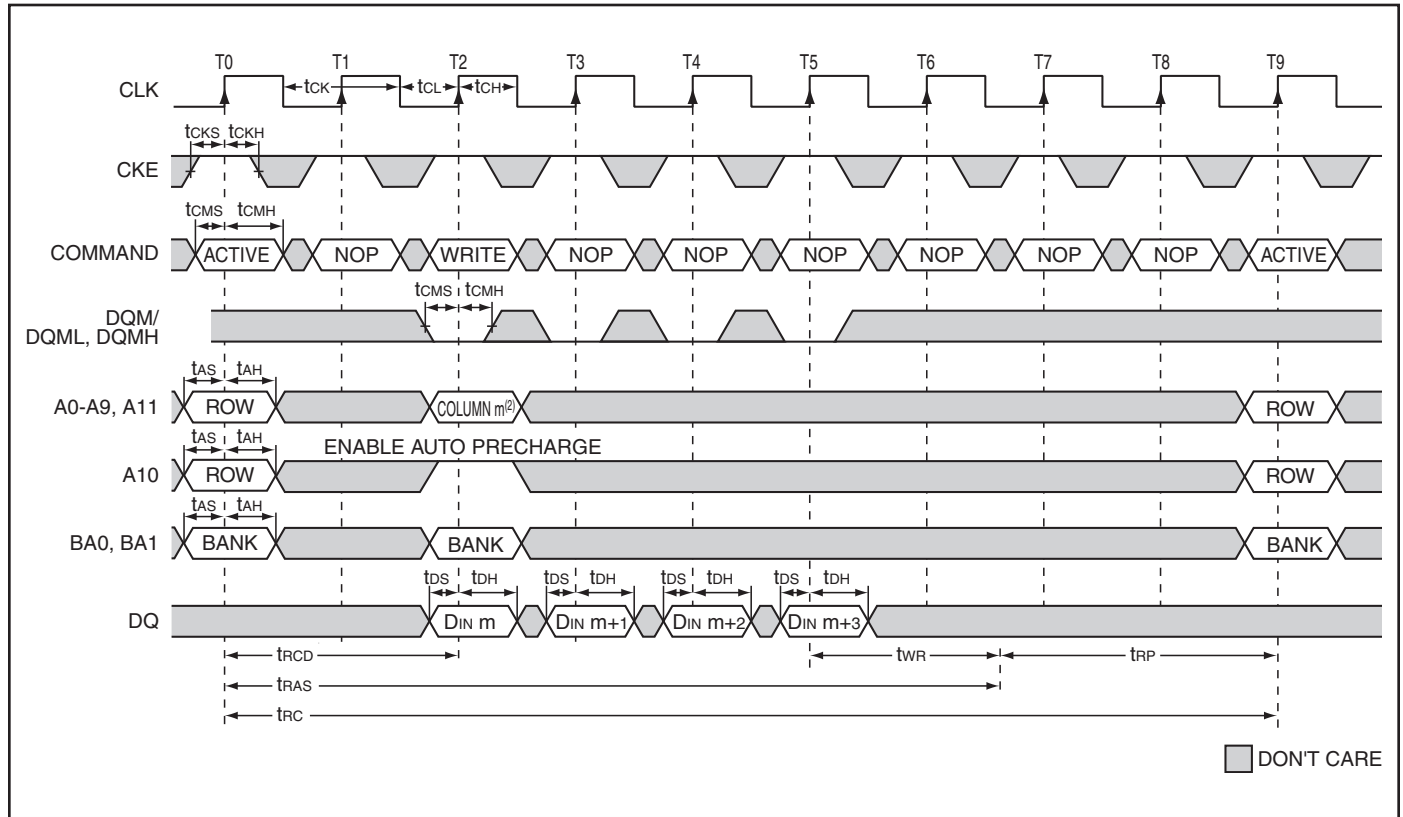 T0 T1 T2 T3 T4 T5 T6 T7 T8 T9
CLK tCK tCL tCH
tCKS tCKH
CKE
tCMS tCMH
COMMAND ACTIVE NOP WRITE NOP NOP NOP NOP NOP NOP ACTIVE
tCMS tCMH
DQM/
DQML, DQMH
tAS tAH
A0-A9, A11 ROW COLUMN m(2) ROW
tAS tAH ENABLE AUTO PRECHARGE
A10 ROW ROW
tAS tAH
BA0, BA1 BANK BANK BANK
tDS tDH tDS tDH tDS tDH tDS tDH
DQ DIN m DIN m+1 DIN m+2 DIN m+3
tRCD tWR tRP
tRAS
tRC
DON'T CARE